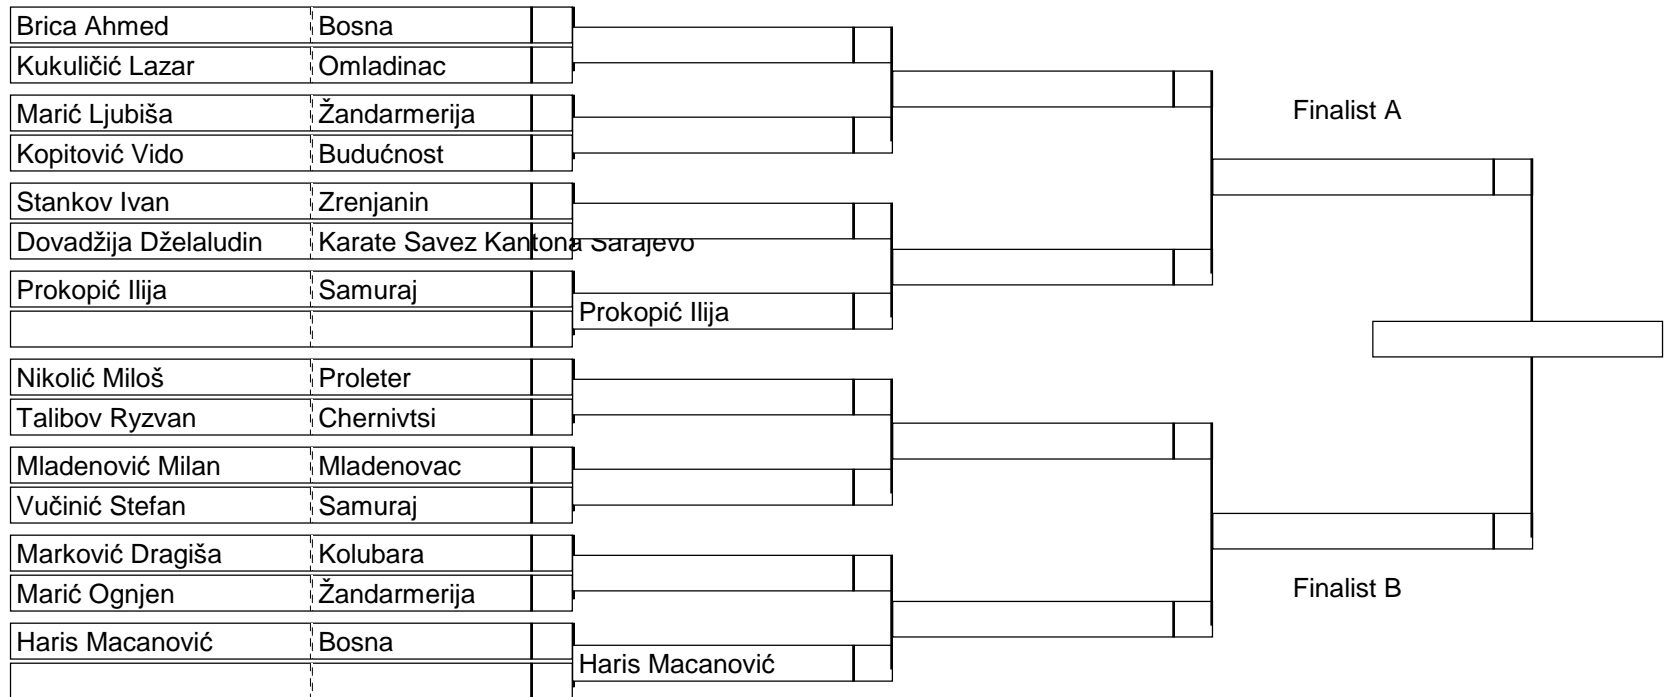 Brica Ahmed Bosna
Kukuličić Lazar Omladinac
Marić Ljubiša Žandarmerija
Finalist A
Kopitović Vido Budućnost
Stankov Ivan Zrenjanin
Dovadžija Dželaludin Karate Savez Kantona Sarajevo
Prokopić Ilija Samuraj
Prokopić Ilija
Nikolić Miloš Proleter
Talibov Ryzvan Chernivtsi
Mladenović Milan Mladenovac
Vučinić Stefan Samuraj
Marković Dragiša Kolubara
Marić Ognjen Žandarmerija
Finalist B
Haris Macanović Bosna
Haris Macanović